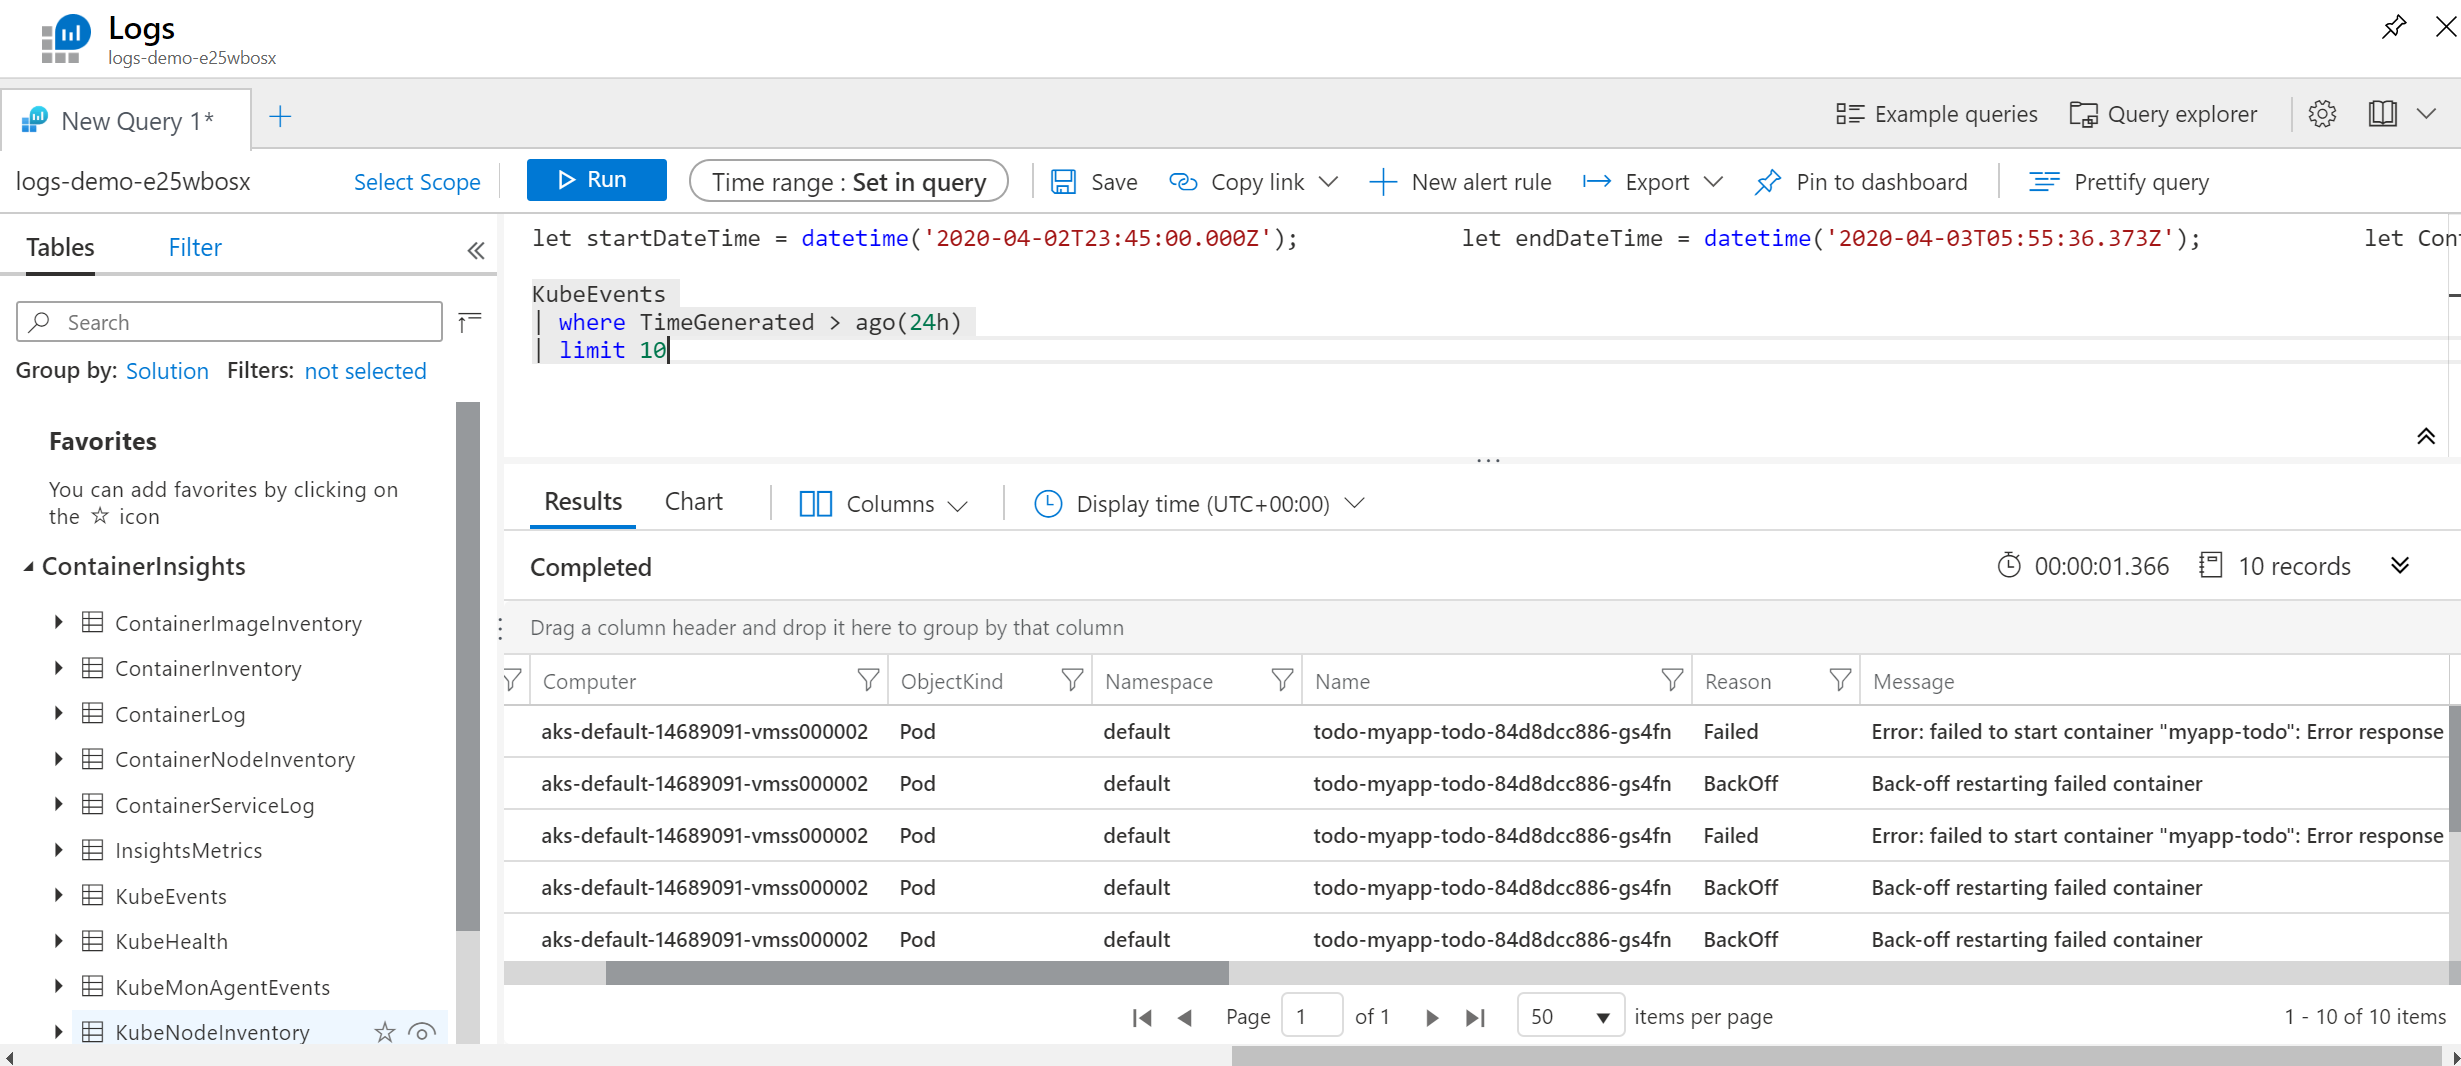 Logs
logs-demo-e25wbosx
New Query 1*
Example queries
Query explorer
logs-demo-e25wbosx
Select Scope
Run
Time range : Set in query
Save
Copy link
New alert rule
Export
Pin to dashboard
Prettify query
Tables
Filter
Search
Group by: Solution Filters: not selected
Favorites
You can add favorites by clicking on
the ☆ icon
ContainerInsights
ContainerImageInventory
ContainerInventory
ContainerLog
ContainerNodeInventory
ContainerServiceLog
InsightsMetrics
KubeEvents
KubeHealth
KubeMonAgentEvents
KubeNodeInventory
let startDateTime = datetime('2020-04-02T23:45:00.000Z'); let endDateTime = datetime('2020-04-03T05:55:36.373Z'); let Con
KubeEvents
| where TimeGenerated > ago(24h)
| limit 10
Results
Chart
Columns
Display time (UTC+00:00)
Completed
00:00:01.366
10 records
Drag a column header and drop it here to group by that column
Computer ObjectKind Namespace Name Reason Message
aks-default-14689091-vmss000002 Pod default todo-myapp-todo-84d8dcc886-gs4fn Failed Error: failed to start container "myapp-todo": Error response
aks-default-14689091-vmss000002 Pod default todo-myapp-todo-84d8dcc886-gs4fn BackOff Back-off restarting failed container
aks-default-14689091-vmss000002 Pod default todo-myapp-todo-84d8dcc886-gs4fn Failed Error: failed to start container "myapp-todo": Error response
aks-default-14689091-vmss000002 Pod default todo-myapp-todo-84d8dcc886-gs4fn BackOff Back-off restarting failed container
aks-default-14689091-vmss000002 Pod default todo-myapp-todo-84d8dcc886-gs4fn BackOff Back-off restarting failed container
Page 1 of 1 50 items per page
1 - 10 of 10 items